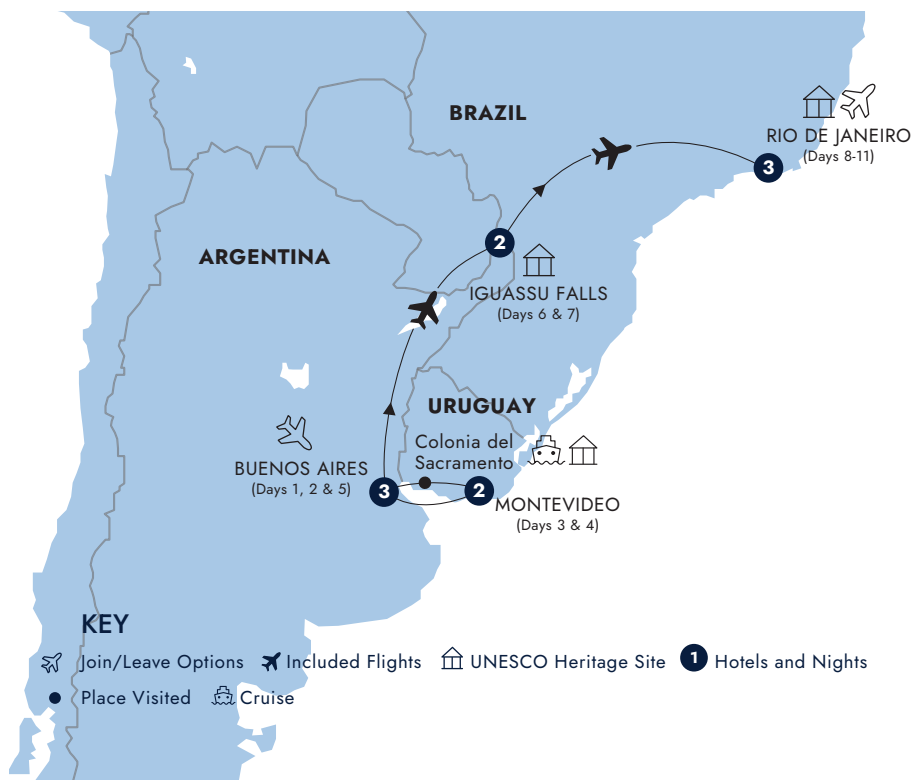 BRAZIL
RIO DE JANEIRO
(Days 8-11)
3
ARGENTINA
2
IGUASSU FALLS
(Days 6 & 7)
URUGUAY
Colonia del
Sacramento
BUENOS AIRES
(Days 1, 2 & 5)
3
2
MONTEVIDEO
(Days 3 & 4)
KEY
Join/Leave Options
Included Flights
UNESCO Heritage Site
1
Hotels and Nights
Place Visited
Cruise